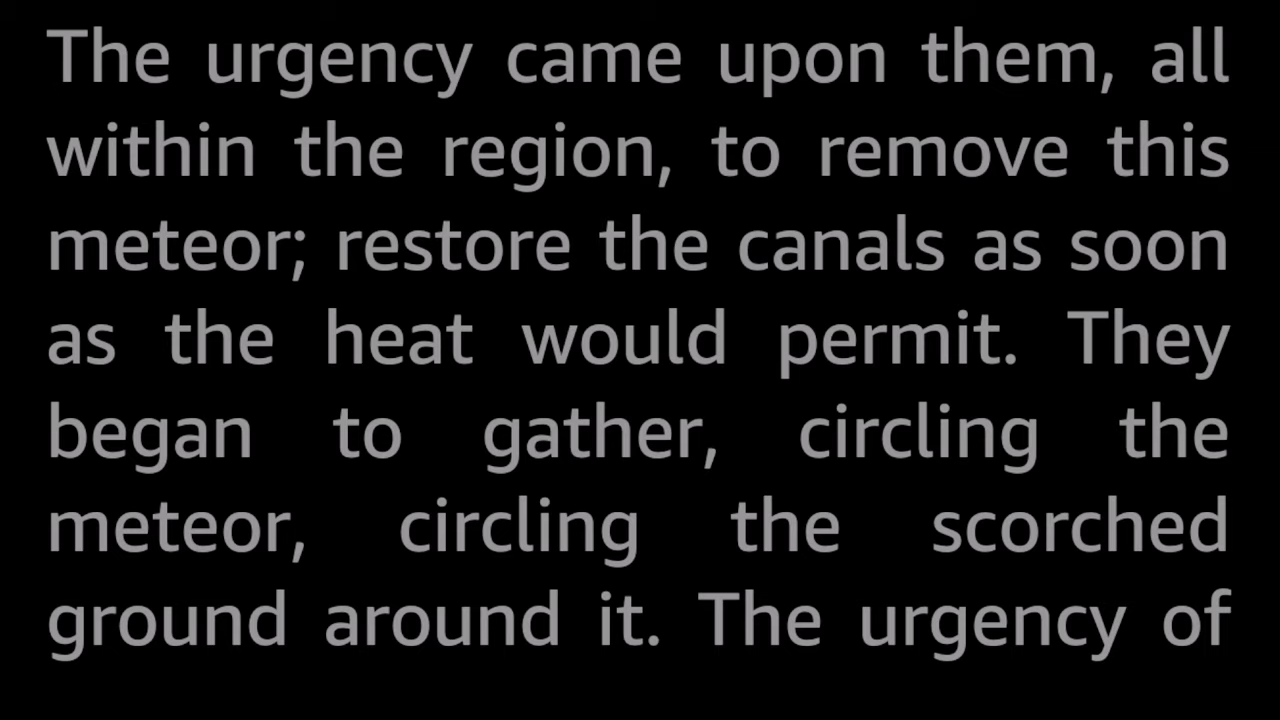 The urgency came upon them, all
within the region, to remove this
meteor; restore the canals as soon
as the heat would permit. They
began to gather, circling the
meteor, circling the scorched
ground around it. The urgency of